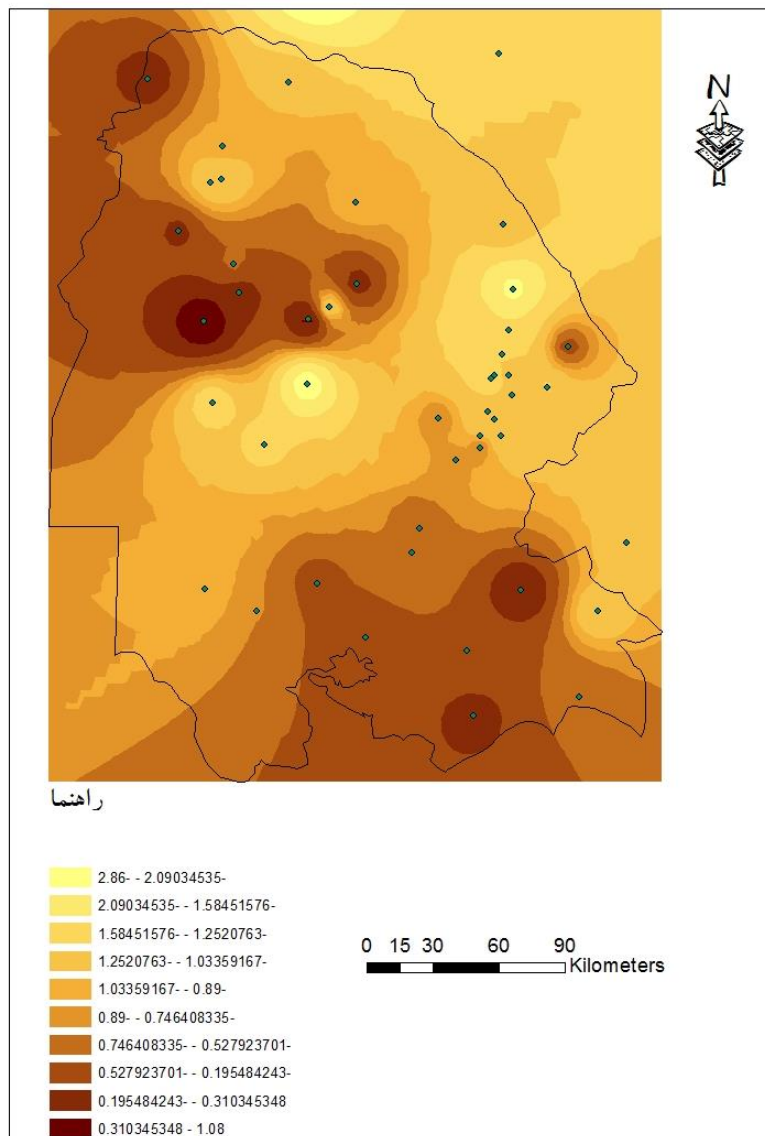 N
راهنما
2.86- - 2.09034535-
2.09034535- - 1.58451576-
1.58451576- - 1.2520763-
1.2520763- - 1.03359167-
1.03359167- - 0.89-
0.89- - 0.746408335-
0.746408335- - 0.527923701-
0.527923701- - 0.195484243-
0.195484243- - 0.310345348
0.310345348 - 1.08
0 15 30 60 90
Kilometers